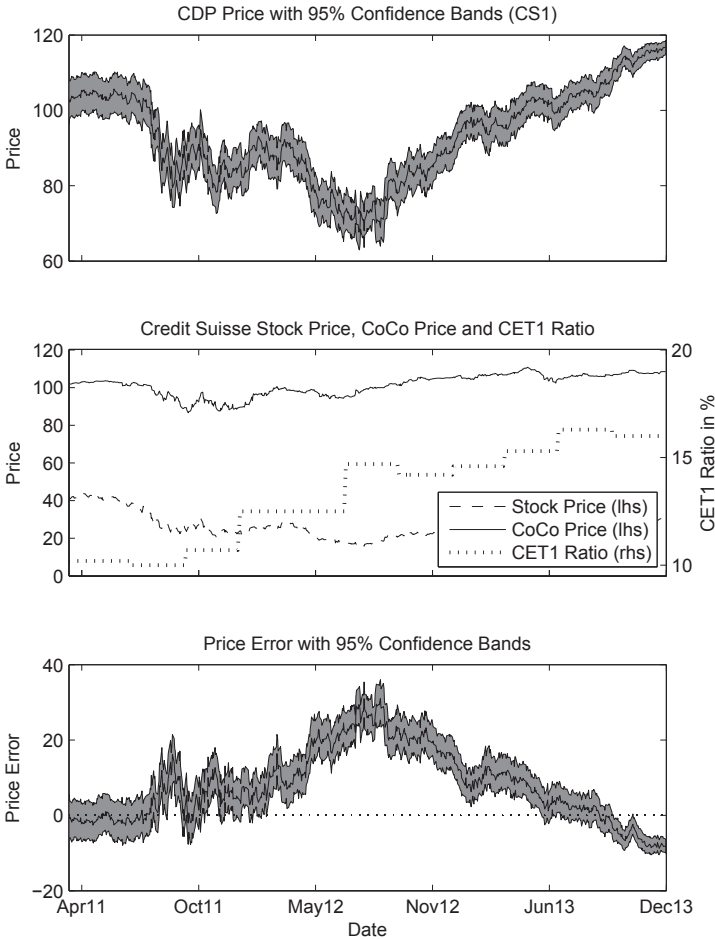 CDP Price with 95% Confidence Bands (CS1)
120
100
80
60
Price
Credit Suisse Stock Price, CoCo Price and CET1 Ratio
120
100
80
60
40
20
0
Price
20
15
10
CET1 Ratio in %
Stock Price (lhs)
CoCo Price (lhs)
CET1 Ratio (rhs)
Price Error with 95% Confidence Bands
40
20
0
−20
Price Error
Apr11 Oct11 May12 Nov12 Jun13 Dec13
Date